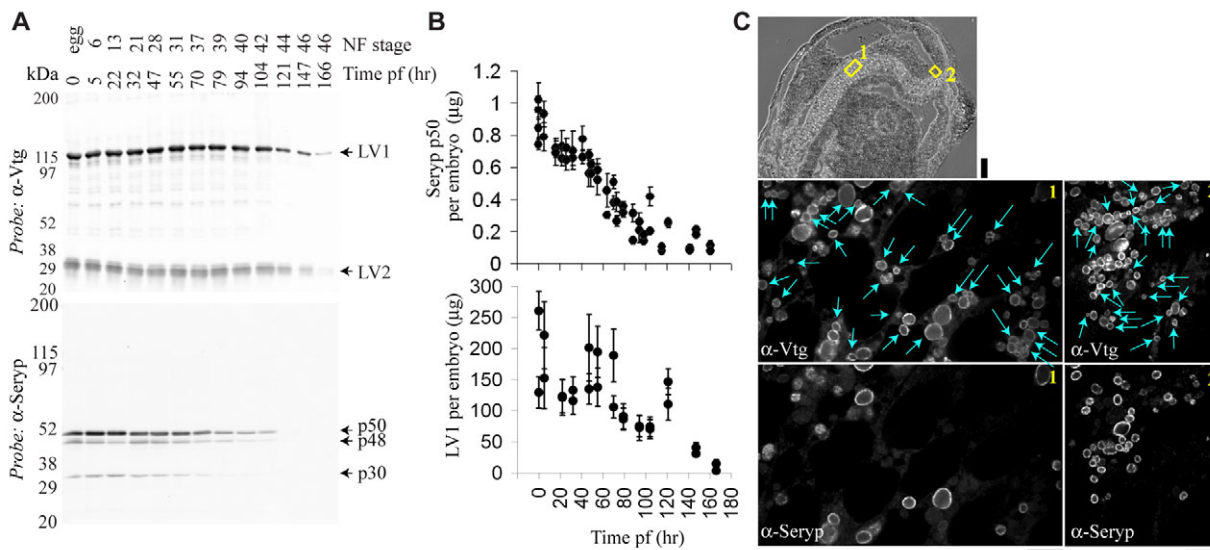 A
egg 6 13 21 28 31 37 39 40 42 44 46 46 NF stage
0 5 22 32 47 55 70 79 94 104 121 147 166 Time pf (hr)
kDa
200
115
97
52
38
29
20
Probe: α-Vtg
LV1
LV2
200
115
97
52
38
29
20
Probe: α-Seryp
p50
p48
p30
B
Seryp p50
per embryo (µg)
1.2
1
0.8
0.6
0.4
0.2
0
LV1 per embryo (µg)
300
250
200
150
100
50
0
0 20 40 60 80 100 120 140 160 180
Time pf (hr)
C
1
2
1
α-Vtg
2
α-Vtg
1
α-Seryp
2
α-Seryp